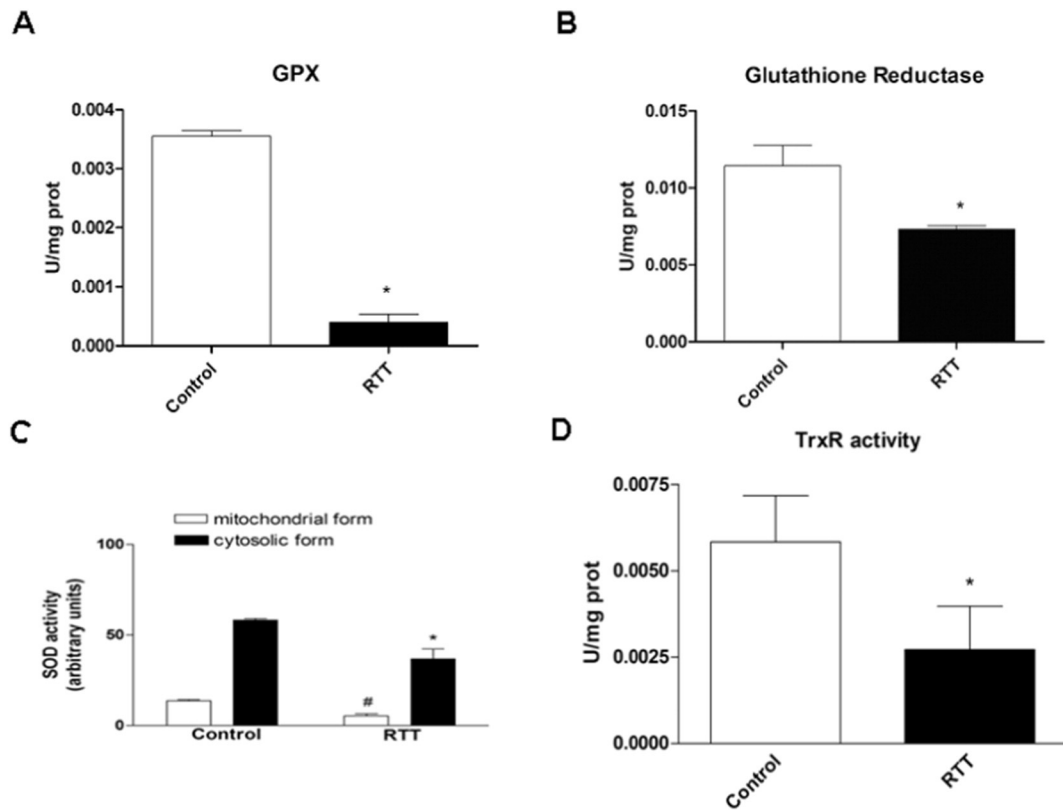 A
GPX
0.004
0.003
0.002
0.001
0.000
U/mg prot
*
Control
RTT
B
Glutathione Reductase
0.015
0.010
0.005
0.000
U/mg prot
*
Control
RTT
C
mitochondrial form
cytosolic form
100
50
0
SOD activity
(arbitrary units)
#
*
Control
RTT
D
TrxR activity
0.0075
0.0050
0.0025
0.0000
U/mg prot
*
Control
RTT